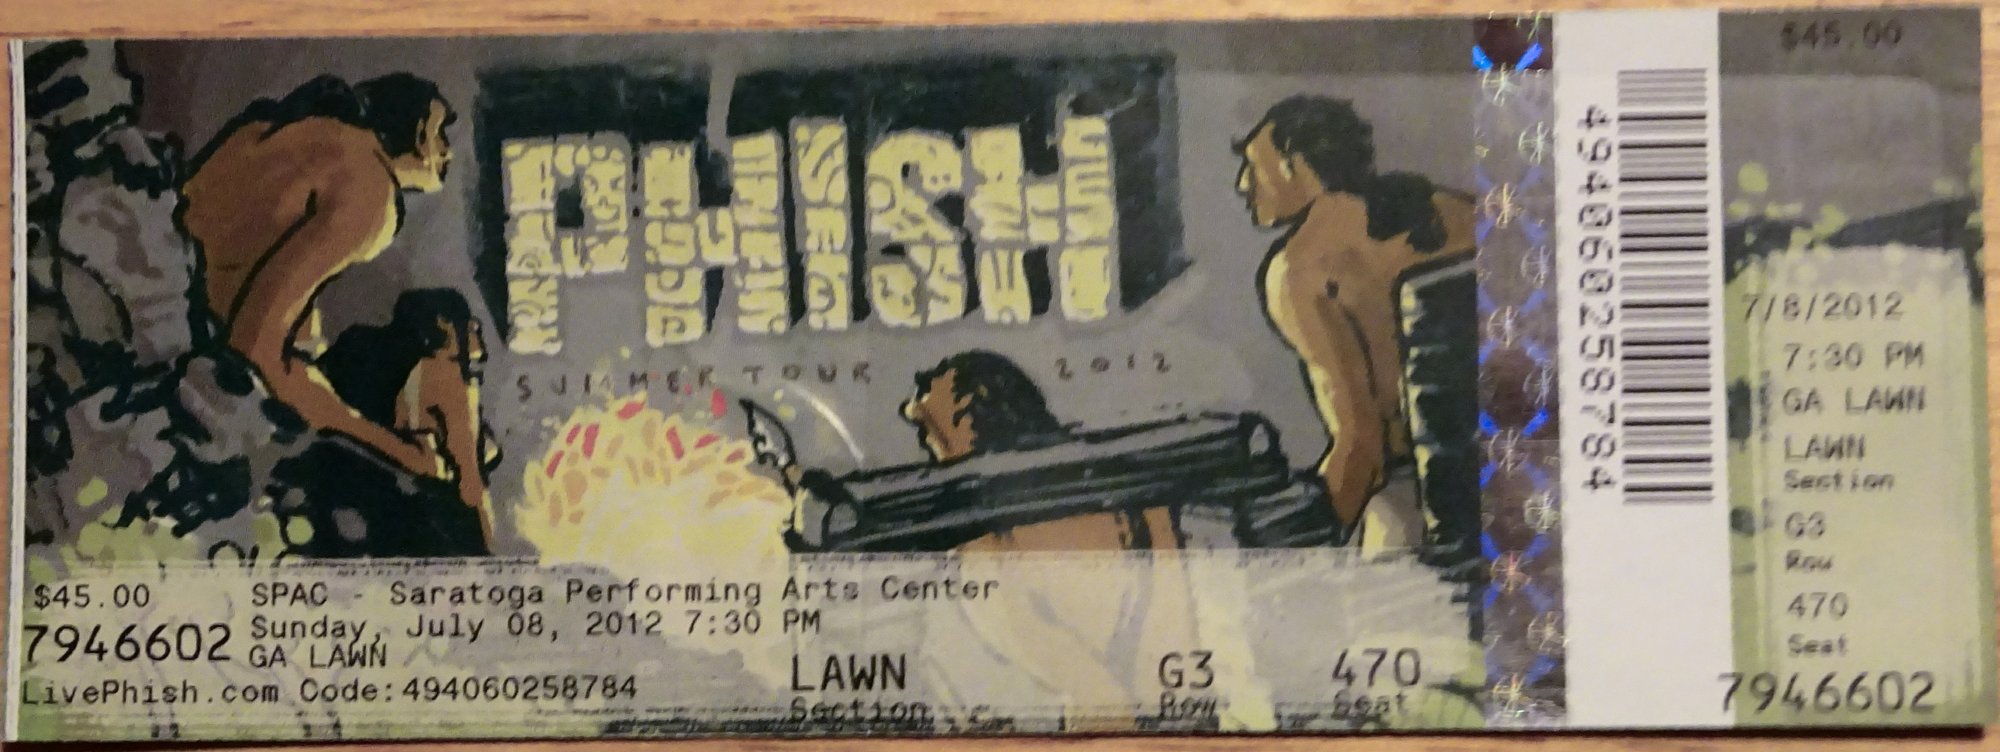 PHISH
SUMMER TOUR 2012
$45.00
SPAC - Saratoga Performing Arts Center
7946602
Sunday, July 08, 2012 7:30 PM
GA LAWN
LivePhish.com Code:494060258784
LAWN G3 470
Section Row Seat
494060258784
$45.00
7/8/2012
7:30 PM
GA LAWN
LAWN
Section
G3
Row
470
Seat
7946602